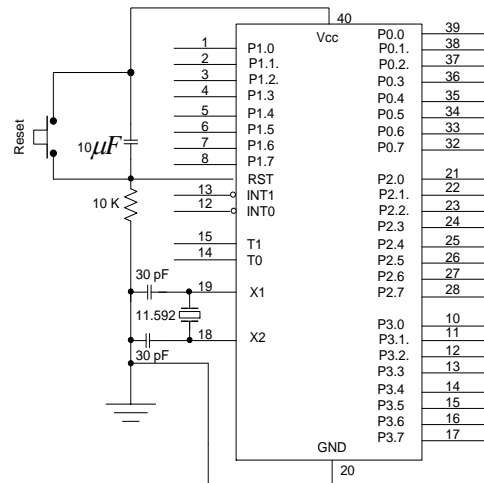 40
Vcc
1
P1.0
2
P1.1.
3
P1.2.
4
P1.3
5
P1.4
6
P1.5
7
P1.6
8
P1.7
RST
13
INT1
12
INT0
15
T1
14
T0
19
X1
18
X2
GND
20
P0.0
39
P0.1.
38
P0.2.
37
P0.3
36
P0.4
35
P0.5
34
P0.6
33
P0.7
32
P2.0
21
P2.1.
22
P2.2.
23
P2.3
24
P2.4
25
P2.5
26
P2.6
27
P2.7
28
P3.0
10
P3.1.
11
P3.2.
12
P3.3
13
P3.4
14
P3.5
15
P3.6
16
P3.7
17
Reset
10μF
10 K
30 pF
11.592
30 pF